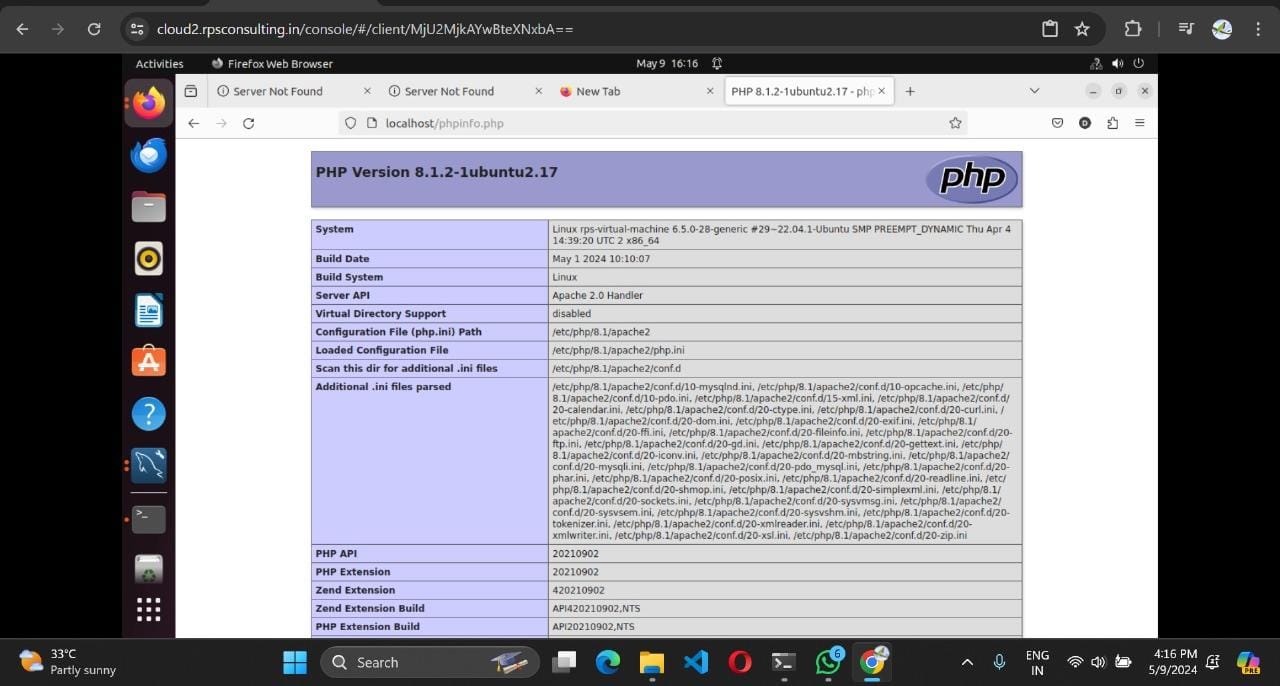 cloud2.rpsconsulting.in/console/#/client/MjU2MjkAYwBteXNxbA==
Activities
Firefox Web Browser
May 9 16:16
Server Not Found
Server Not Found
New Tab
PHP 8.1.2-1ubuntu2.17 - php
localhost/phpinfo.php
PHP Version 8.1.2-1ubuntu2.17
php
System
Linux rps-virtual-machine 6.5.0-28-generic #29~22.04.1-Ubuntu SMP PREEMPT_DYNAMIC Thu Apr 4
14:39:20 UTC 2 x86_64
Build Date
May 1 2024 10:10:07
Build System
Linux
Server API
Apache 2.0 Handler
Virtual Directory Support
disabled
Configuration File (php.ini) Path
/etc/php/8.1/apache2
Loaded Configuration File
/etc/php/8.1/apache2/php.ini
Scan this dir for additional .ini files
/etc/php/8.1/apache2/conf.d
Additional .ini files parsed
/etc/php/8.1/apache2/conf.d/10-mysqlnd.ini, /etc/php/8.1/apache2/conf.d/10-opcache.ini, /etc/php/
8.1/apache2/conf.d/10-pdo.ini, /etc/php/8.1/apache2/conf.d/15-xml.ini, /etc/php/8.1/apache2/conf.d/
20-calendar.ini, /etc/php/8.1/apache2/conf.d/20-ctype.ini, /etc/php/8.1/apache2/conf.d/20-curl.ini, /
etc/php/8.1/apache2/conf.d/20-dom.ini, /etc/php/8.1/apache2/conf.d/20-exif.ini, /etc/php/8.1/
apache2/conf.d/20-ffi.ini, /etc/php/8.1/apache2/conf.d/20-fileinfo.ini, /etc/php/8.1/apache2/conf.d/20-
ftp.ini, /etc/php/8.1/apache2/conf.d/20-gd.ini, /etc/php/8.1/apache2/conf.d/20-gettext.ini, /etc/php/
8.1/apache2/conf.d/20-iconv.ini, /etc/php/8.1/apache2/conf.d/20-mbstring.ini, /etc/php/8.1/apache2/
conf.d/20-mysqli.ini, /etc/php/8.1/apache2/conf.d/20-pdo_mysql.ini, /etc/php/8.1/apache2/conf.d/20-
phar.ini, /etc/php/8.1/apache2/conf.d/20-posix.ini, /etc/php/8.1/apache2/conf.d/20-readline.ini, /etc/
php/8.1/apache2/conf.d/20-shmop.ini, /etc/php/8.1/apache2/conf.d/20-simplexml.ini, /etc/php/8.1/
apache2/conf.d/20-sockets.ini, /etc/php/8.1/apache2/conf.d/20-sysvmsg.ini, /etc/php/8.1/apache2/
conf.d/20-sysvsem.ini, /etc/php/8.1/apache2/conf.d/20-sysvshm.ini, /etc/php/8.1/apache2/conf.d/20-
tokenizer.ini, /etc/php/8.1/apache2/conf.d/20-xmlreader.ini, /etc/php/8.1/apache2/conf.d/20-
xmlwriter.ini, /etc/php/8.1/apache2/conf.d/20-xsl.ini, /etc/php/8.1/apache2/conf.d/20-zip.ini
PHP API
20210902
PHP Extension
20210902
Zend Extension
420210902
Zend Extension Build
API420210902,NTS
PHP Extension Build
API20210902,NTS
33°C
Partly sunny
Search
6
ENG
IN
4:16 PM
5/9/2024
PRE